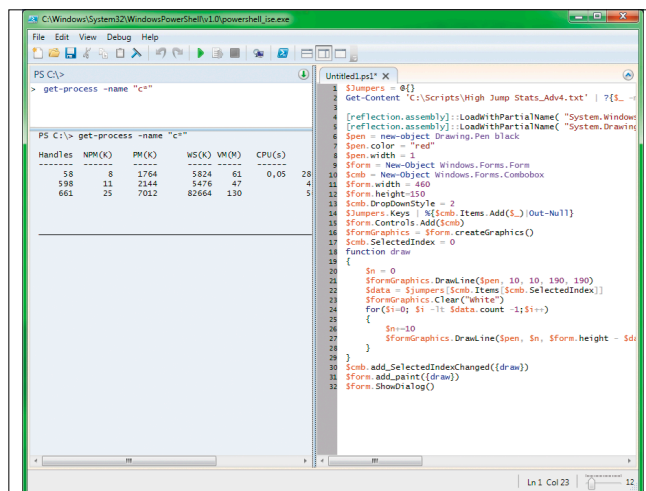 C:\Windows\System32\WindowsPowerShell\v1.0\powershell_ise.exe
File Edit View Debug Help
PS C:\>
> get-process -name "c*"
PS C:\> get-process -name "c*"
Handles NPM(K) PM(K) WS(K) VM(M) CPU(s)
------- ------ ----- ----- ----- ------
58 8 1764 5824 61 0,05 28
598 11 2144 5476 47 4
661 25 7012 82664 130 5
Untitled1.ps1* X
1 $Jumpers = @{}
2 Get-Content 'C:\Scripts\High Jump Stats_Adv4.txt' | ?{$_ -
3
4 [reflection.assembly]::LoadWithPartialName( "System.Windows
5 [reflection.assembly]::LoadWithPartialName( "System.Drawing
6 $pen = new-object Drawing.Pen black
7 $pen.color = "red"
8 $pen.width = 1
9 $form = New-Object Windows.Forms.Form
10 $cmb = New-Object Windows.Forms.Combobox
11 $form.width = 460
12 $form.height=150
13 $cmb.DropDownStyle = 2
14 $Jumpers.Keys | %{$cmb.Items.Add($_)|Out-Null}
15 $form.Controls.Add($cmb)
16 $formGraphics = $form.createGraphics()
17 $cmb.SelectedIndex = 0
18 function draw
19 {
20 $n = 0
21 $formGraphics.DrawLine($pen, 10, 10, 190, 190)
22 $data = $jumpers[$cmb.Items[$cmb.SelectedIndex]]
23 $formGraphics.Clear("White")
24 for($i=0; $i -lt $data.count -1;$i++)
25 {
26 $n+=10
27 $formGraphics.DrawLine($pen, $n, $form.height - $da
28 }
29 }
30 $cmb.add_SelectedIndexChanged({draw})
31 $form.add_paint({draw})
32 $form.ShowDialog()
Ln 1 Col 23 12